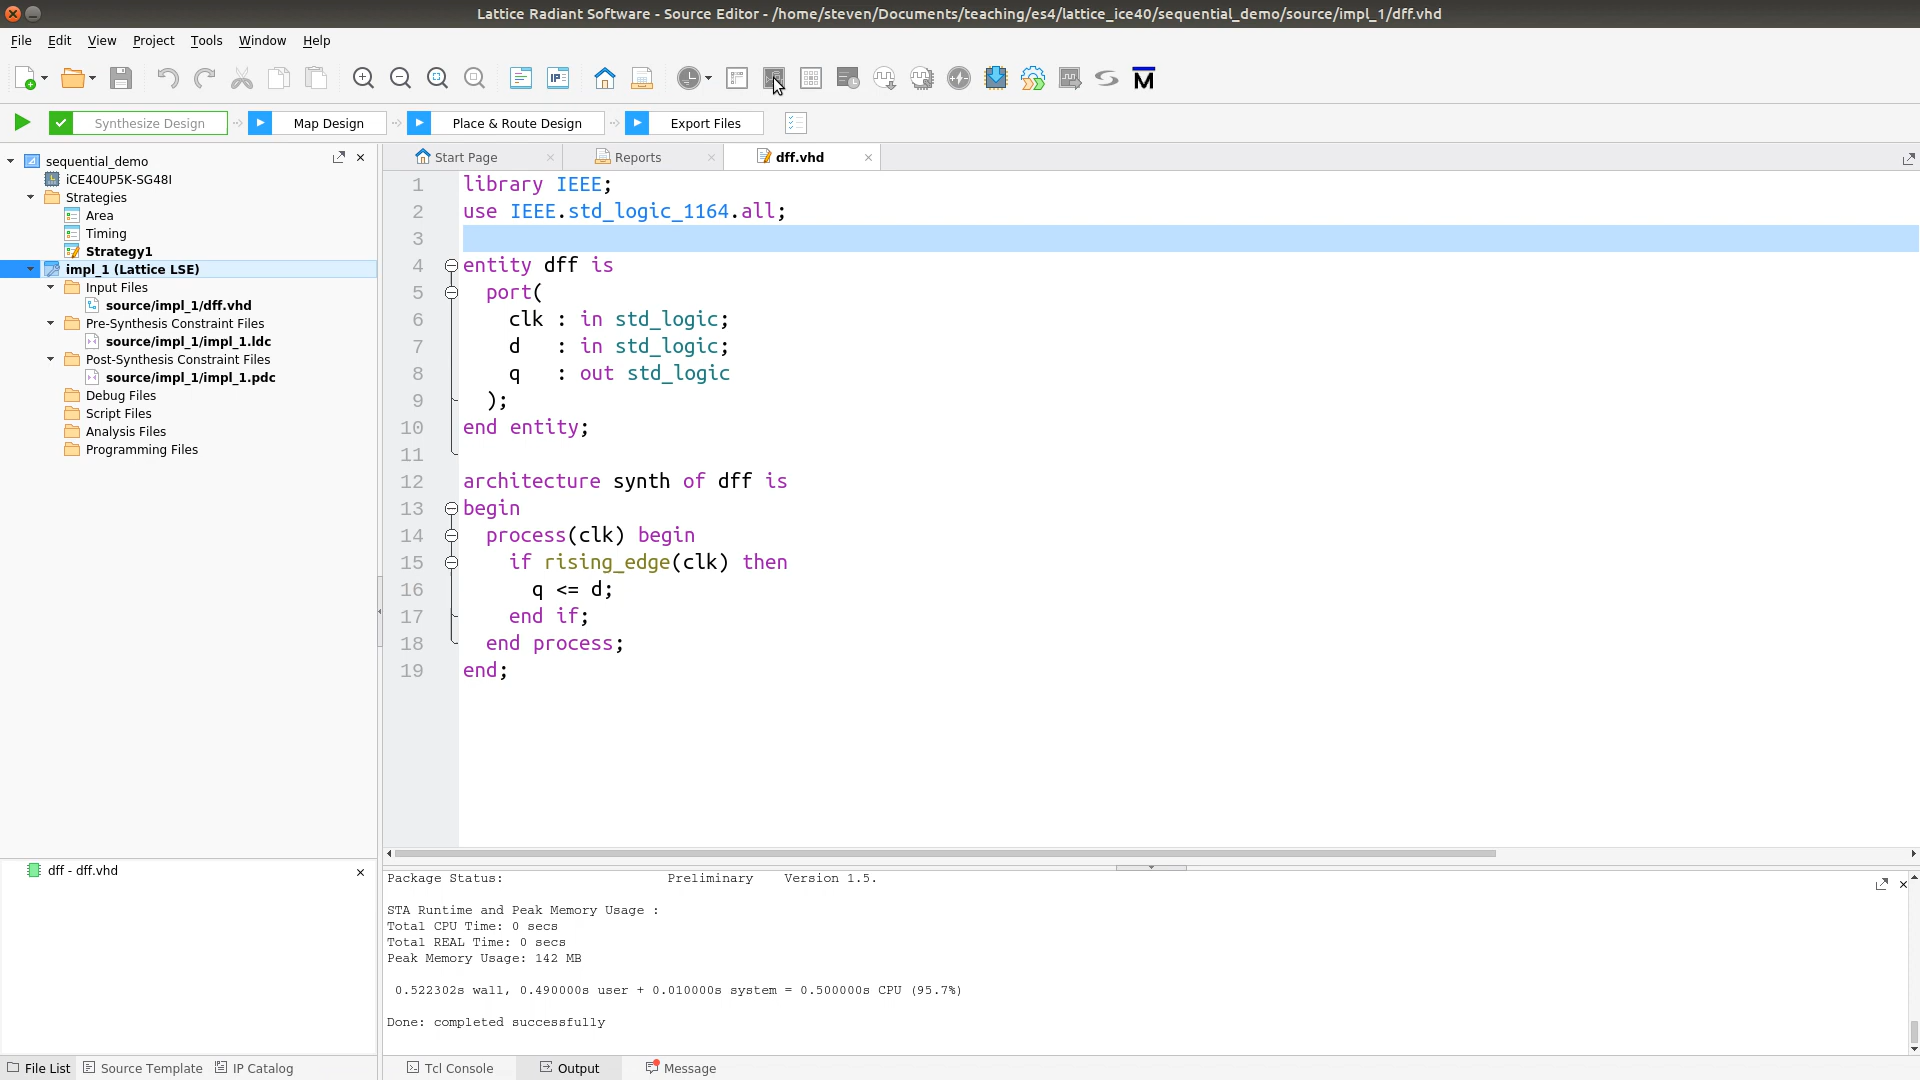 Lattice Radiant Software - Source Editor - /home/steven/Documents/teaching/es4/lattice_ice40/sequential_demo/source/impl_1/dff.vhd
File Edit View Project Tools Window Help
IP
M
Synthesize Design Map Design Place & Route Design Export Files
sequential_demo
iCE40UP5K-SG48I
Strategies
Area
Timing
Strategy1
impl_1 (Lattice LSE)
Input Files
source/impl_1/dff.vhd
Pre-Synthesis Constraint Files
source/impl_1/impl_1.ldc
Post-Synthesis Constraint Files
source/impl_1/impl_1.pdc
Debug Files
Script Files
Analysis Files
Programming Files
Start Page Reports dff.vhd
1 library IEEE;
2 use IEEE.std_logic_1164.all;
3
4 entity dff is
5 port(
6 clk : in std_logic;
7 d : in std_logic;
8 q : out std_logic
9 );
10 end entity;
11
12 architecture synth of dff is
13 begin
14 process(clk) begin
15 if rising_edge(clk) then
16 q <= d;
17 end if;
18 end process;
19 end;
dff - dff.vhd
Package Status: Preliminary Version 1.5.
STA Runtime and Peak Memory Usage :
Total CPU Time: 0 secs
Total REAL Time: 0 secs
Peak Memory Usage: 142 MB
0.522302s wall, 0.490000s user + 0.010000s system = 0.500000s CPU (95.7%)
Done: completed successfully
File List Source Template IP Catalog
Tcl Console Output Message